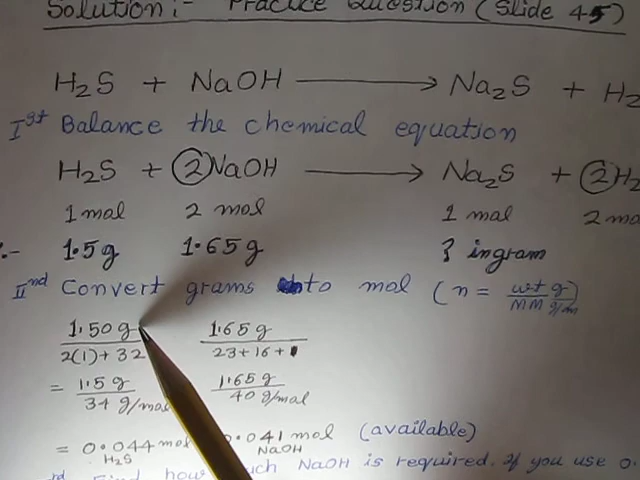 Solution:- Practice Question (Slide 45)
H₂S + NaOH ⟶ Na₂S + H₂
Iˢᵗ Balance the chemical equation
H₂S + 2NaOH ⟶ Na₂S + 2H₂
1 mol 2 mol 1 mol 2 mo
:- 1.5g 1.65g ? ingram
IIⁿᵈ Convert grams to mol (n = wt g / MM g/m
1.50 g / 2(1)+32 1.65 g / 23+16+1
= 1.5 g / 34 g/mol 1.65 g / 40 g/mol
= 0.044 mol H₂S 0.041 mol NaOH (available)
rd Find how much NaOH is required. If you use 0.